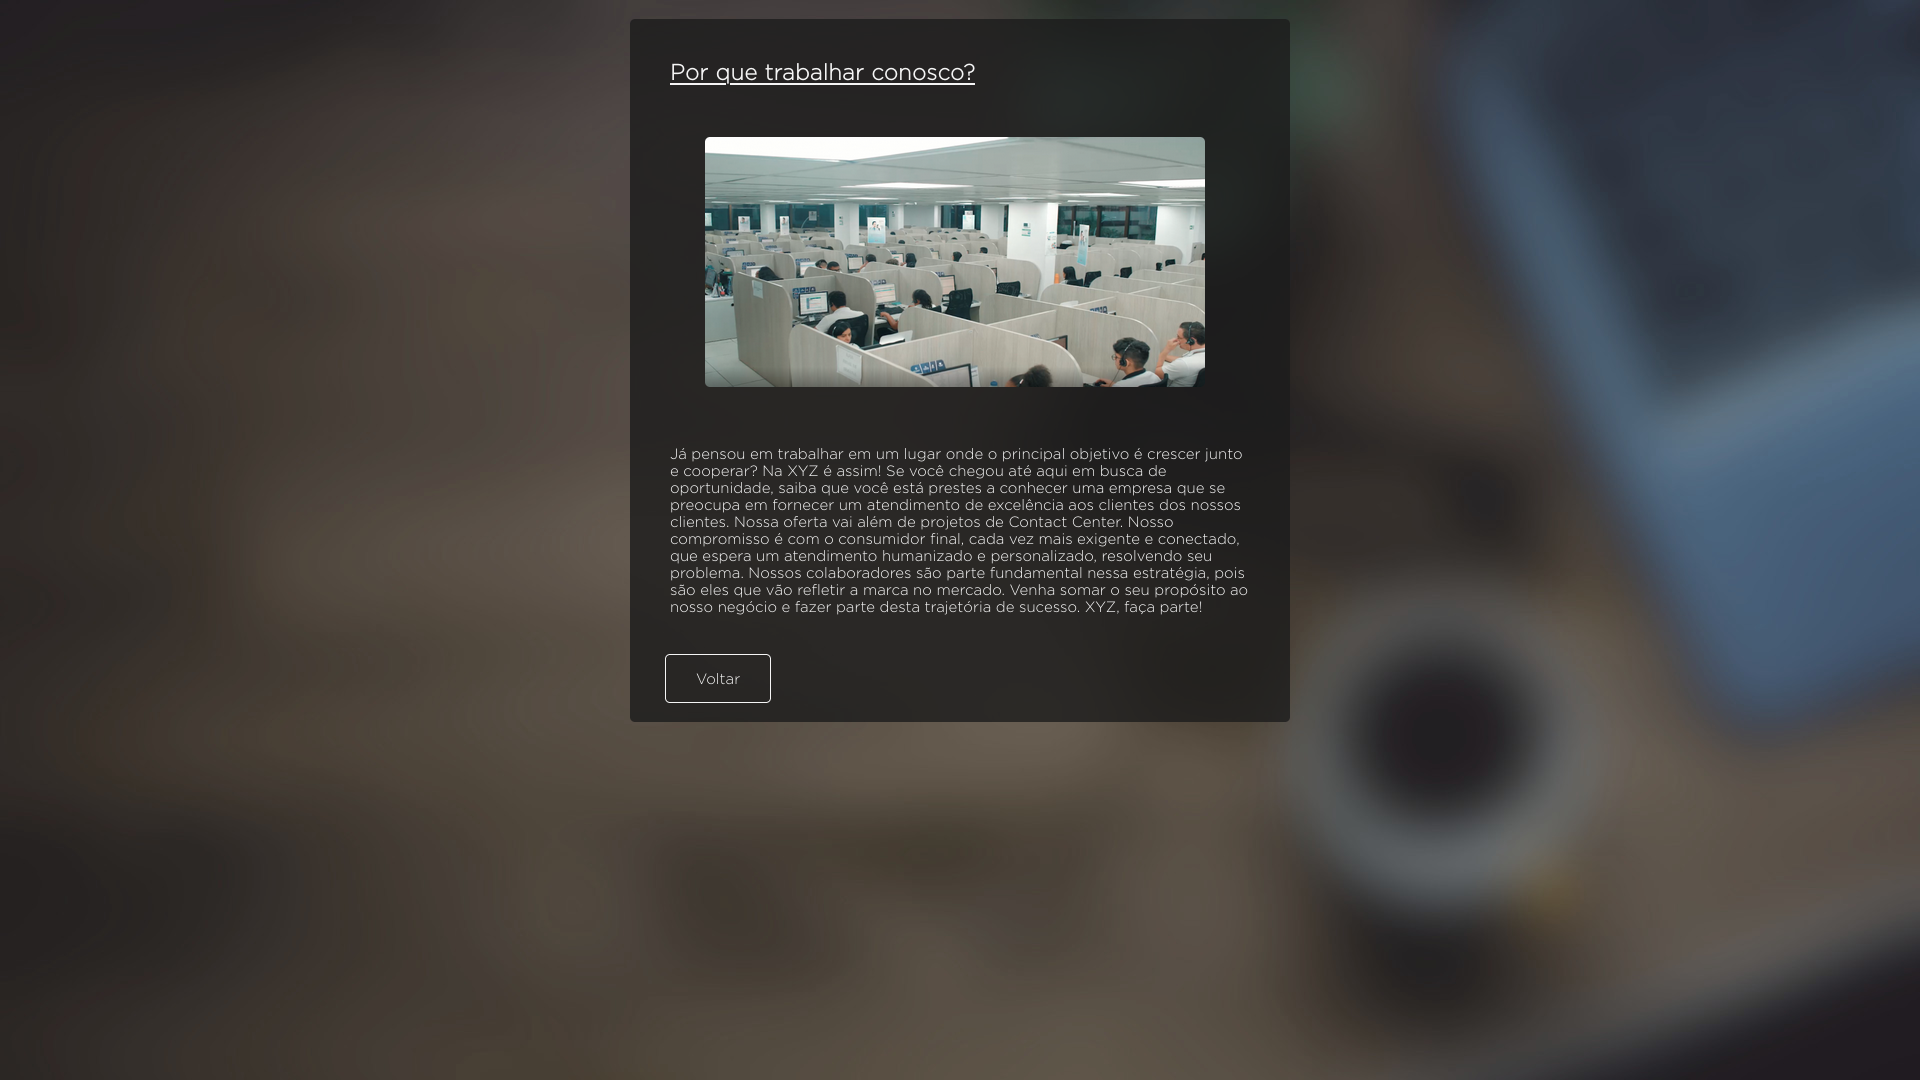 Por que trabalhar conosco?
Já pensou em trabalhar em um lugar onde o principal objetivo é crescer junto
e cooperar? Na XYZ é assim! Se você chegou até aqui em busca de
oportunidade, saiba que você está prestes a conhecer uma empresa que se
preocupa em fornecer um atendimento de excelência aos clientes dos nossos
clientes. Nossa oferta vai além de projetos de Contact Center. Nosso
compromisso é com o consumidor final, cada vez mais exigente e conectado,
que espera um atendimento humanizado e personalizado, resolvendo seu
problema. Nossos colaboradores são parte fundamental nessa estratégia, pois
são eles que vão refletir a marca no mercado. Venha somar o seu propósito ao
nosso negócio e fazer parte desta trajetória de sucesso. XYZ, faça parte!
Voltar